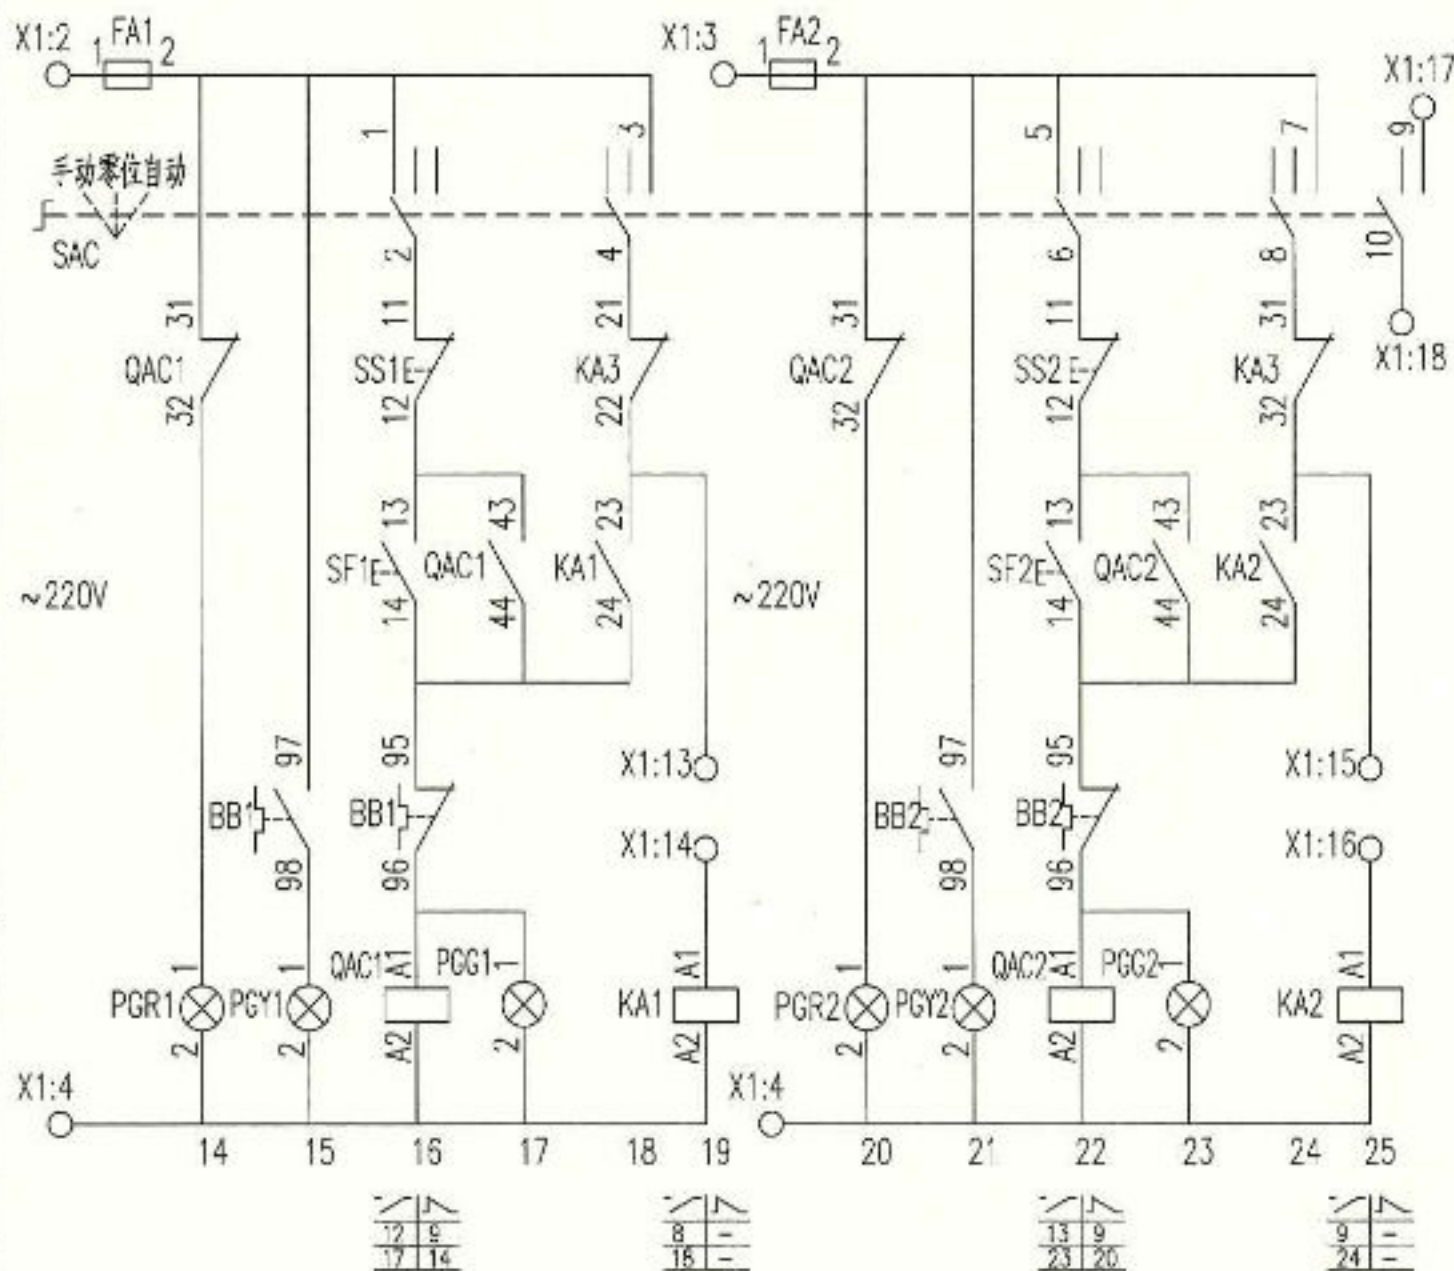 X1:2 1 FA1 2 X1:3 1 FA2 2 X1:17
1 3 5 7 9
手动零位自动
SAC 2 4 6 8 10
31 11 21 31 11 31 X1:18
QAC1 SS1E KA3 QAC2 SS2E KA3
32 12 22 32 12 32
13 43 23 13 43 23
SF1E QAC1 KA1 SF2E QAC2 KA2
~220V ~220V
14 44 24 14 44 24
97 95 X1:13 97 95 X1:15
BB1 BB1 BB2 BB2
X1:14 X1:16
98 96 98 96
1 1 QAC1 A1 PGG1 1 A1 1 1 QAC2 A1 PGG2 1 A1
PGR1 PGY1 KA1 PGR2 PGY2 KA2
2 2 A2 2 A2 2 2 A2 2 A2
X1:4 X1:4
14 15 16 17 18 19 20 21 22 23 24 25
12 9 8 - 13 9 9 -
17 14 18 - 23 20 24 -